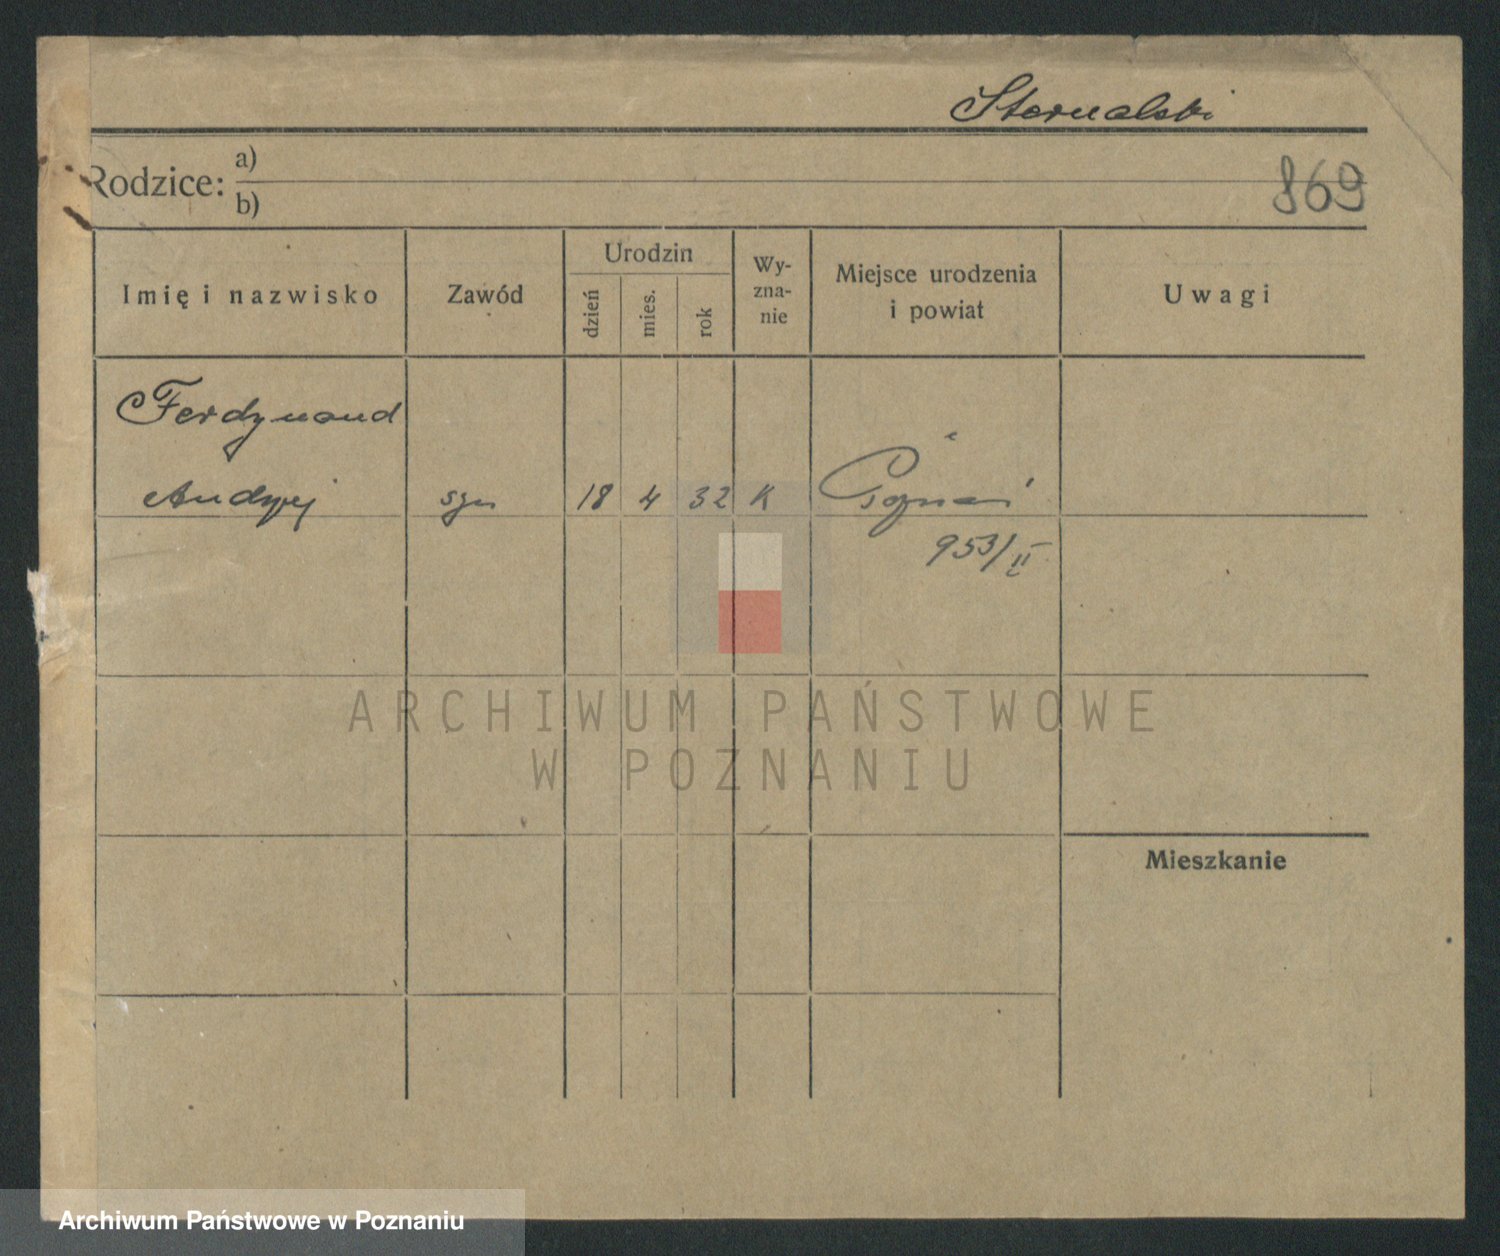 Sternalski
Rodzice: a)
b)
869
Imię i nazwisko
Zawód
Urodzin
dzień
mies.
rok
Wy-
zna-
nie
Miejsce urodzenia
i powiat
Uwagi
Ferdynand
Andrzej syn 18 4 32 K Poznań
953/II
ARCHIWUM PAŃSTWOWE
W POZNANIU
Mieszkanie
Archiwum Państwowe w Poznaniu